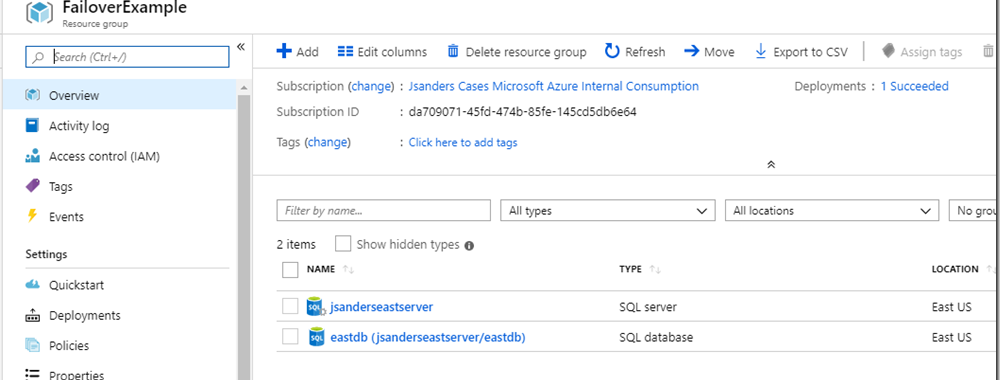 FailoverExample
Resource group
Search (Ctrl+/)
Overview
Activity log
Access control (IAM)
Tags
Events
Settings
Quickstart
Deployments
Policies
Properties
Add Edit columns Delete resource group Refresh Move Export to CSV Assign tags
Subscription (change) : Jsanders Cases Microsoft Azure Internal Consumption Deployments : 1 Succeeded
Subscription ID : da709071-45fd-474b-85fe-145cd5db6e64
Tags (change) : Click here to add tags
Filter by name... All types All locations No grou
2 items Show hidden types
NAME TYPE LOCATION
SQL jsanderseastserver SQL server East US
SQL eastdb (jsanderseastserver/eastdb) SQL database East US